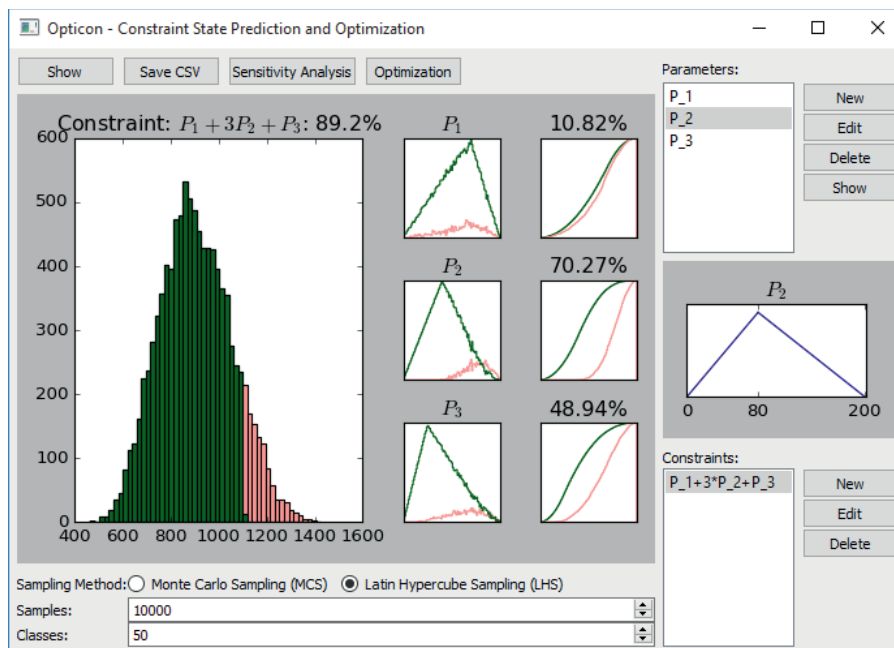 Opticon - Constraint State Prediction and Optimization
Show Save CSV Sensitivity Analysis Optimization
Constraint: P₁ + 3P₂ + P₃: 89.2%
600
500
400
300
200
100
0
400 600 800 1000 1200 1400 1600
P₁ 10.82%
P₂ 70.27%
P₃ 48.94%
Sampling Method: Monte Carlo Sampling (MCS) Latin Hypercube Sampling (LHS)
Samples: 10000
Classes: 50
Parameters:
P_1
P_2
P_3
New
Edit
Delete
Show
P₂
0 80 200
Constraints:
P_1+3*P_2+P_3
New
Edit
Delete